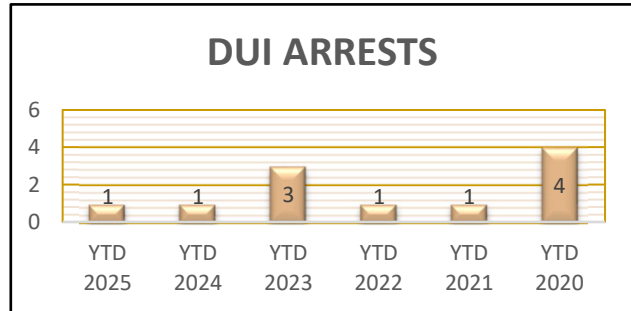 DUI ARRESTS
6
4
2
0
1 1 3 1 1 4
YTD YTD YTD YTD YTD YTD
2025 2024 2023 2022 2021 2020